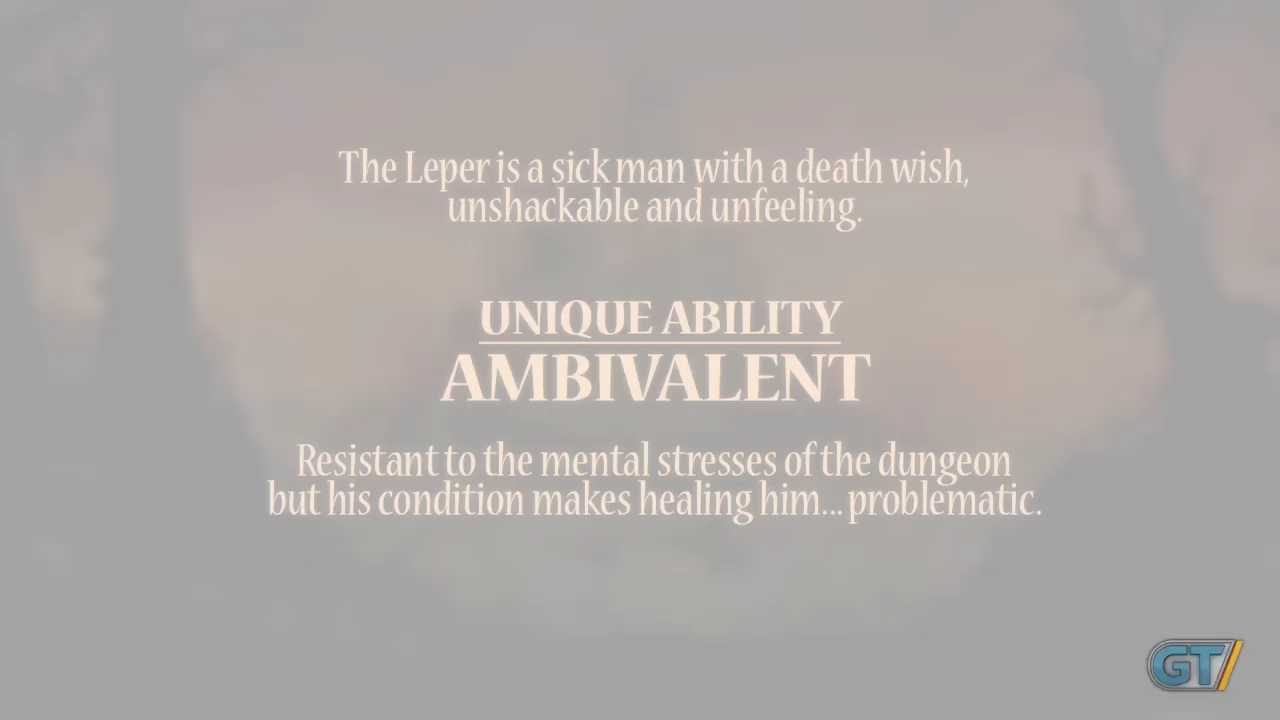 The Leper is a sick man with a death wish,
unshackable and unfeeling.
UNIQUE ABILITY
AMBIVALENT
Resistant to the mental stresses of the dungeon
but his condition makes healing him... problematic.
GT